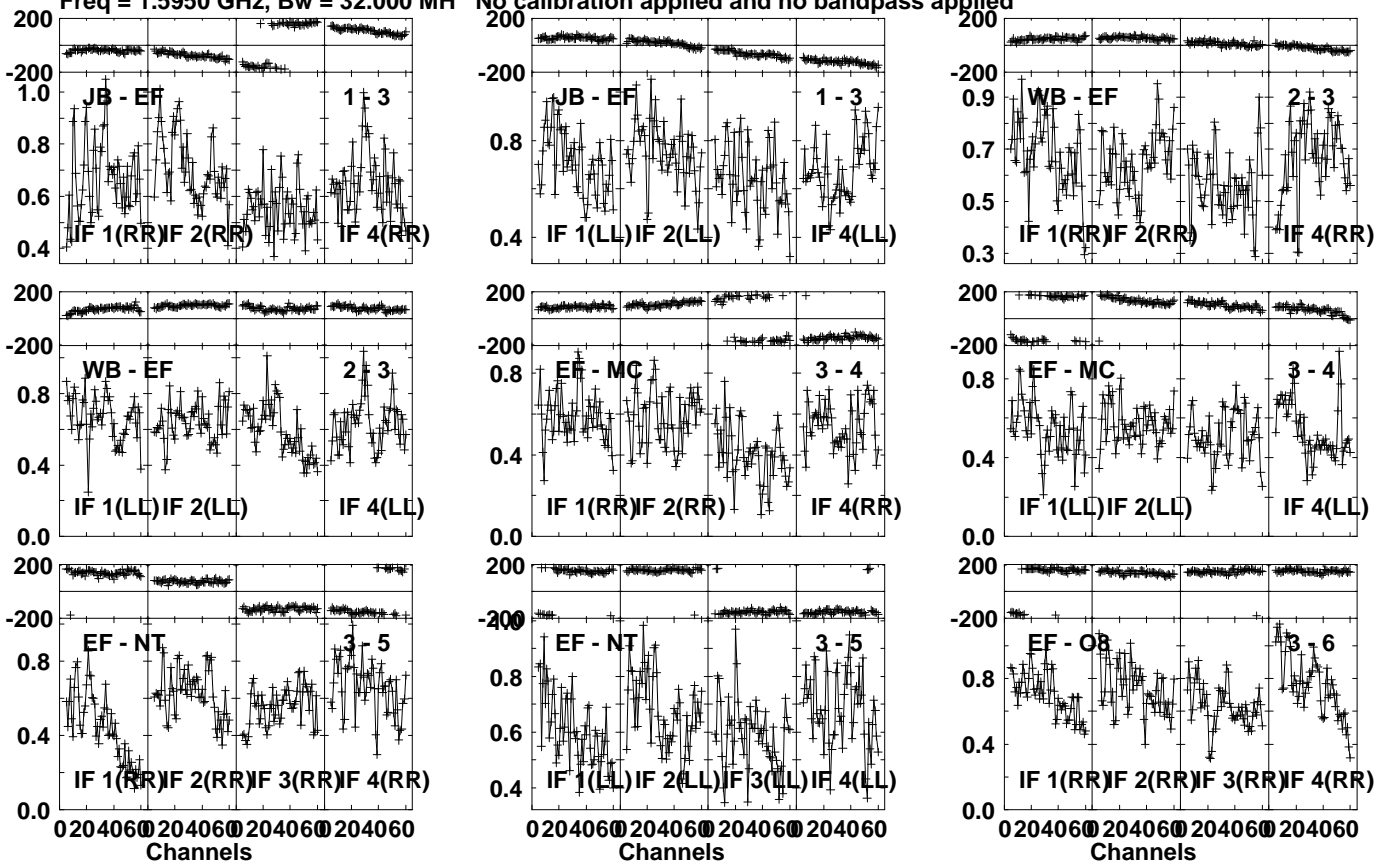 Freq = 1.5950 GHz, Bw = 32.000 MH No calibration applied and no bandpass applied
200 200 200
-200 -200 -200
JB - EF 1 - 3 JB - EF 1 - 3 WB - EF 2 - 3
1.0 0.9
0.8 0.8 0.7
0.6 0.5
0.4 0.4 0.3
IF 1(RR) IF 2(RR) IF 4(RR) IF 1(LL) IF 2(LL) IF 4(LL) IF 1(RR) IF 2(RR) IF 4(RR)
200 200 200
-200 -200 -200
WB - EF 2 - 3 EF - MC 3 - 4 EF - MC 3 - 4
0.8 0.8 0.8
0.4 0.4 0.4
IF 1(LL) IF 2(LL) IF 4(LL) IF 1(RR) IF 2(RR) IF 4(RR) IF 1(LL) IF 2(LL) IF 4(LL)
0.0 0.0 0.0
200 200 200
-200 -200 -200
1.0
EF - NT 3 - 5 EF - NT 3 - 5 EF - O8 3 - 6
0.8 0.8 0.8
0.4 0.6 0.4
IF 1(RR) IF 2(RR) IF 3(RR) IF 4(RR) IF 1(LL) IF 2(LL) IF 3(LL) IF 4(LL) IF 1(RR) IF 2(RR) IF 3(RR) IF 4(RR)
0.0 0.4 0.0
0 20 40 60 0 20 40 60 0 20 40 60 0 20 40 60 0 20 40 60 0 20 40 60 0 20 40 60 0 20 40 60 0 20 40 60 0 20 40 60 0 20 40 60 0 20 40 60
Channels Channels Channels